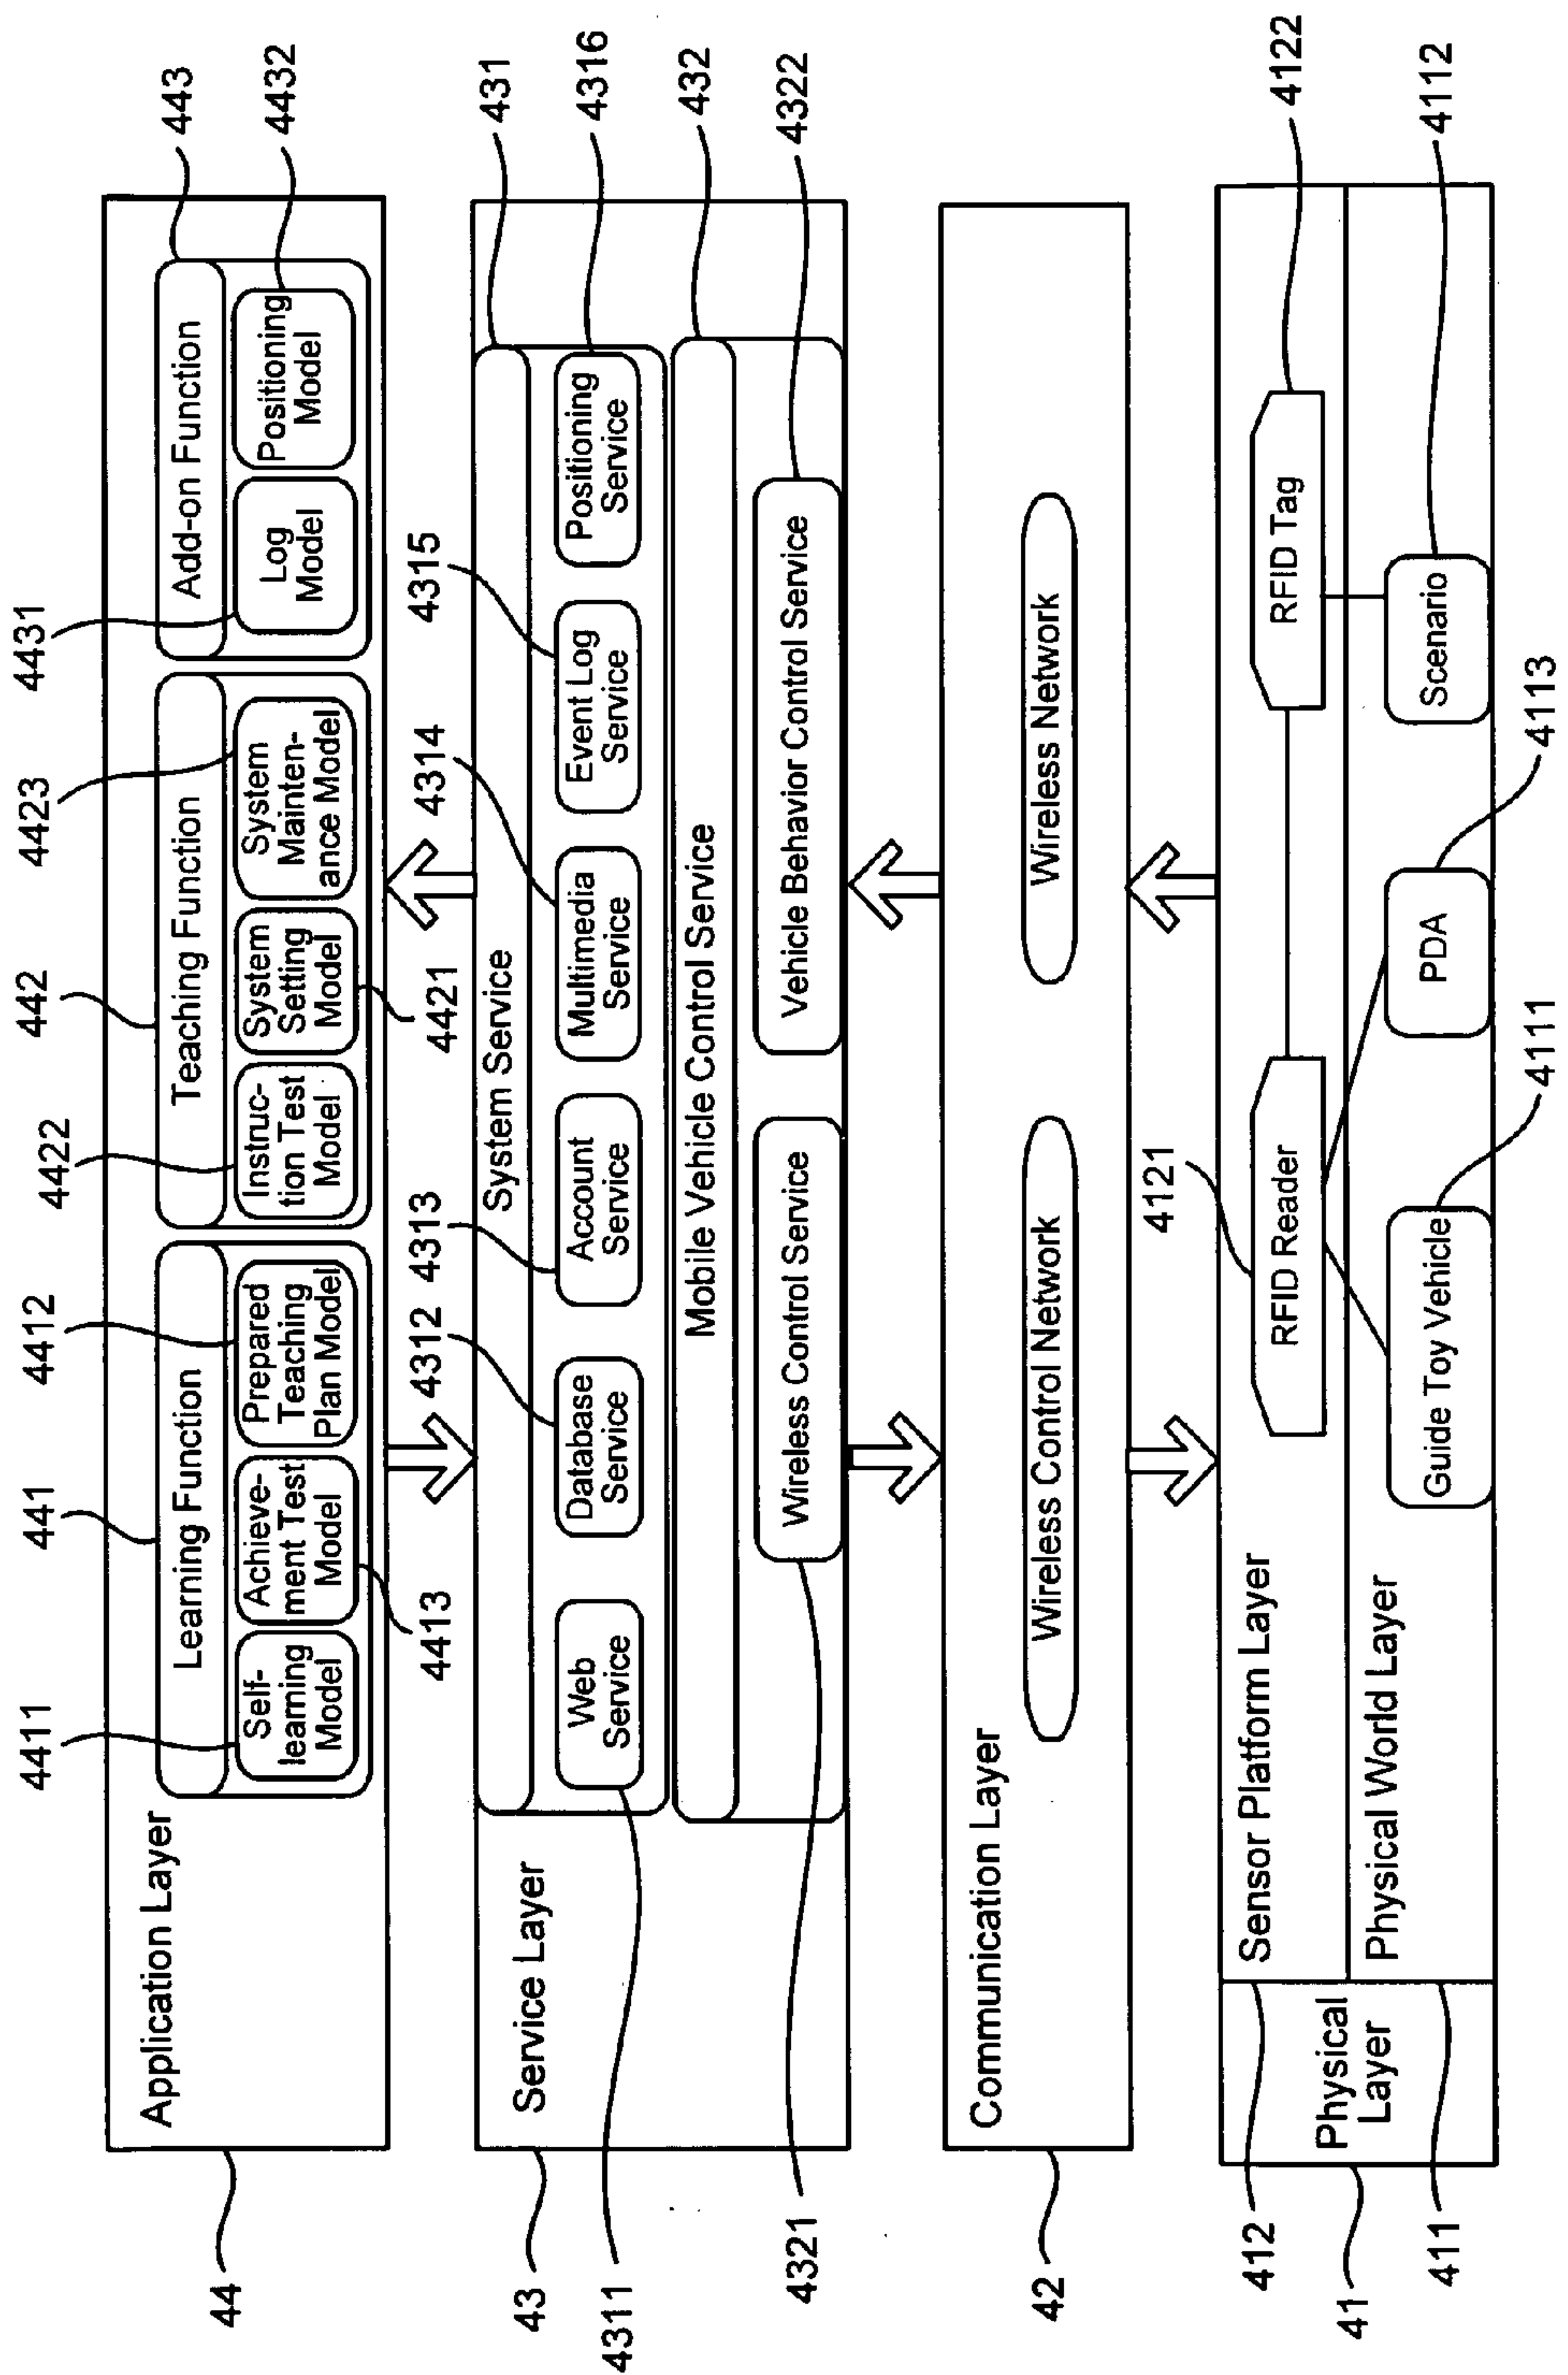 4411
441
4412
4422
442
4423
4431
443
4432
Application Layer
Learning Function
Teaching Function
Add-on Function
Self-
learning
Model
Achieve-
ment Test
Model
Prepared
Teaching
Plan Model
Instruc-
tion Test
Model
System
Setting
Model
System
Mainten-
ance Model
Log
Model
Positioning
Model
44
4413
4421
4312
4313
4314
4315
431
4316
432
4322
Service Layer
System Service
Web
Service
Database
Service
Account
Service
Multimedia
Service
Event Log
Service
Positioning
Service
Mobile Vehicle Control Service
Wireless Control Service
Vehicle Behavior Control Service
43
4311
4321
Communication Layer
Wireless Control Network
Wireless Network
42
4121
4122
Sensor Platform Layer
RFID Reader
RFID Tag
Physical
Layer
Physical World Layer
Guide Toy Vehicle
PDA
Scenario
412
41
411
4111
4113
4112